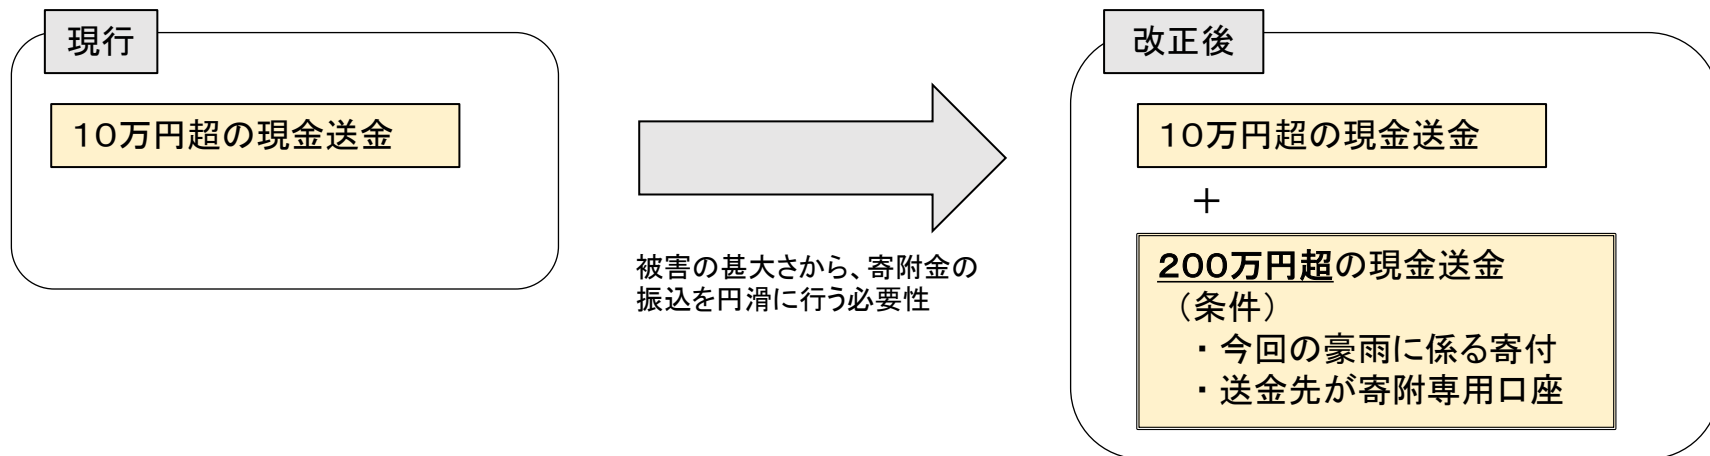 現行
10万円超の現金送金
被害の甚大さから、寄附金の
振込を円滑に行う必要性
改正後
10万円超の現金送金
＋
200万円超の現金送金
（条件）
・今回の豪雨に係る寄付
・送金先が寄附専用口座